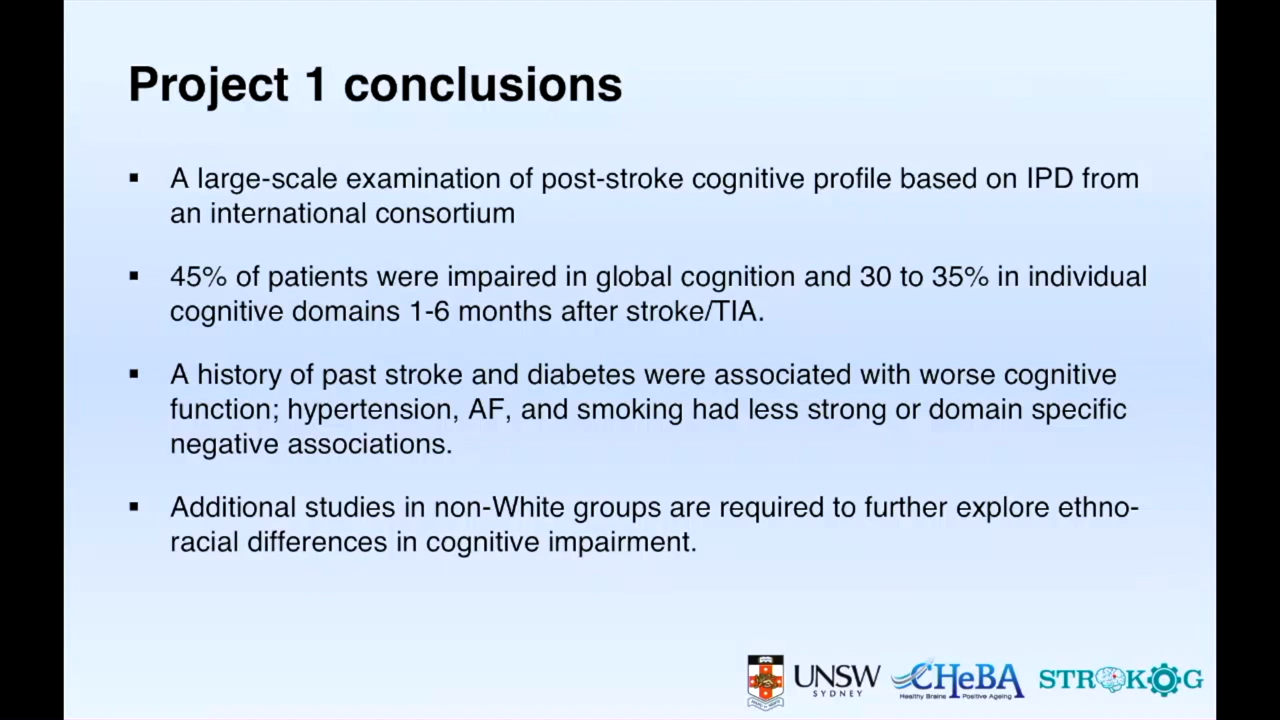 Project 1 conclusions
▪ A large-scale examination of post-stroke cognitive profile based on IPD from
an international consortium
▪ 45% of patients were impaired in global cognition and 30 to 35% in individual
cognitive domains 1-6 months after stroke/TIA.
▪ A history of past stroke and diabetes were associated with worse cognitive
function; hypertension, AF, and smoking had less strong or domain specific
negative associations.
▪ Additional studies in non-White groups are required to further explore ethno-
racial differences in cognitive impairment.
UNSW
SYDNEY
CHeBA
Healthy Brains Positive Ageing
STROKOG